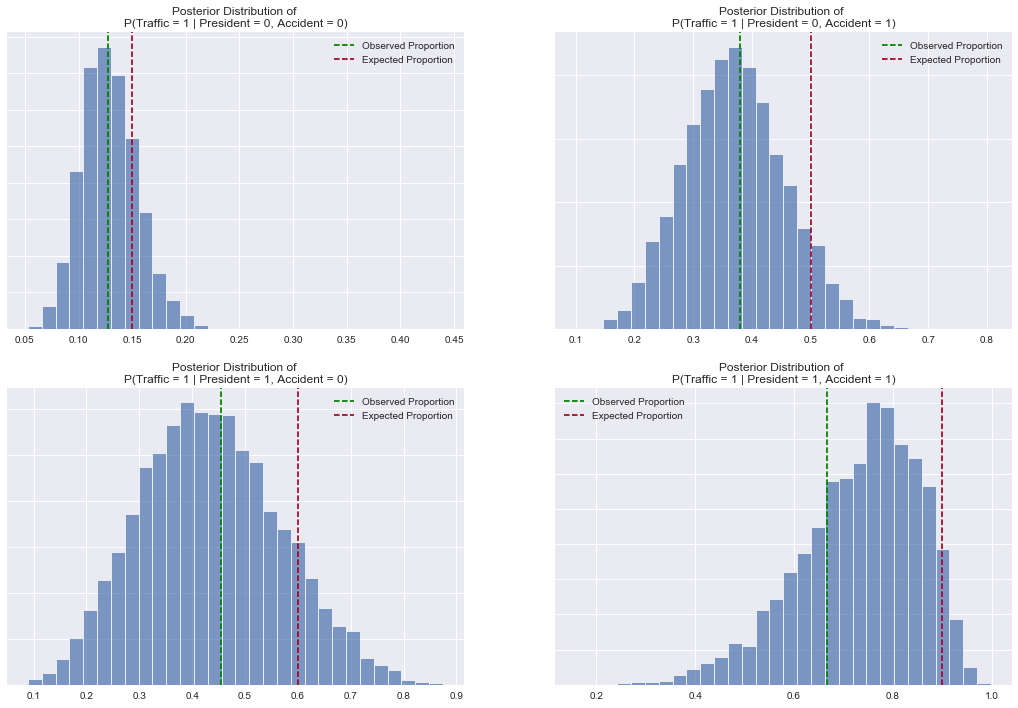 Posterior Distribution of
P(Traffic = 1 | President = 0, Accident = 0)
Observed Proportion
Expected Proportion
0.05 0.10 0.15 0.20 0.25 0.30 0.35 0.40 0.45
Posterior Distribution of
P(Traffic = 1 | President = 0, Accident = 1)
Observed Proportion
Expected Proportion
0.1 0.2 0.3 0.4 0.5 0.6 0.7 0.8
Posterior Distribution of
P(Traffic = 1 | President = 1, Accident = 0)
Observed Proportion
Expected Proportion
0.1 0.2 0.3 0.4 0.5 0.6 0.7 0.8 0.9
Posterior Distribution of
P(Traffic = 1 | President = 1, Accident = 1)
Observed Proportion
Expected Proportion
0.2 0.4 0.6 0.8 1.0